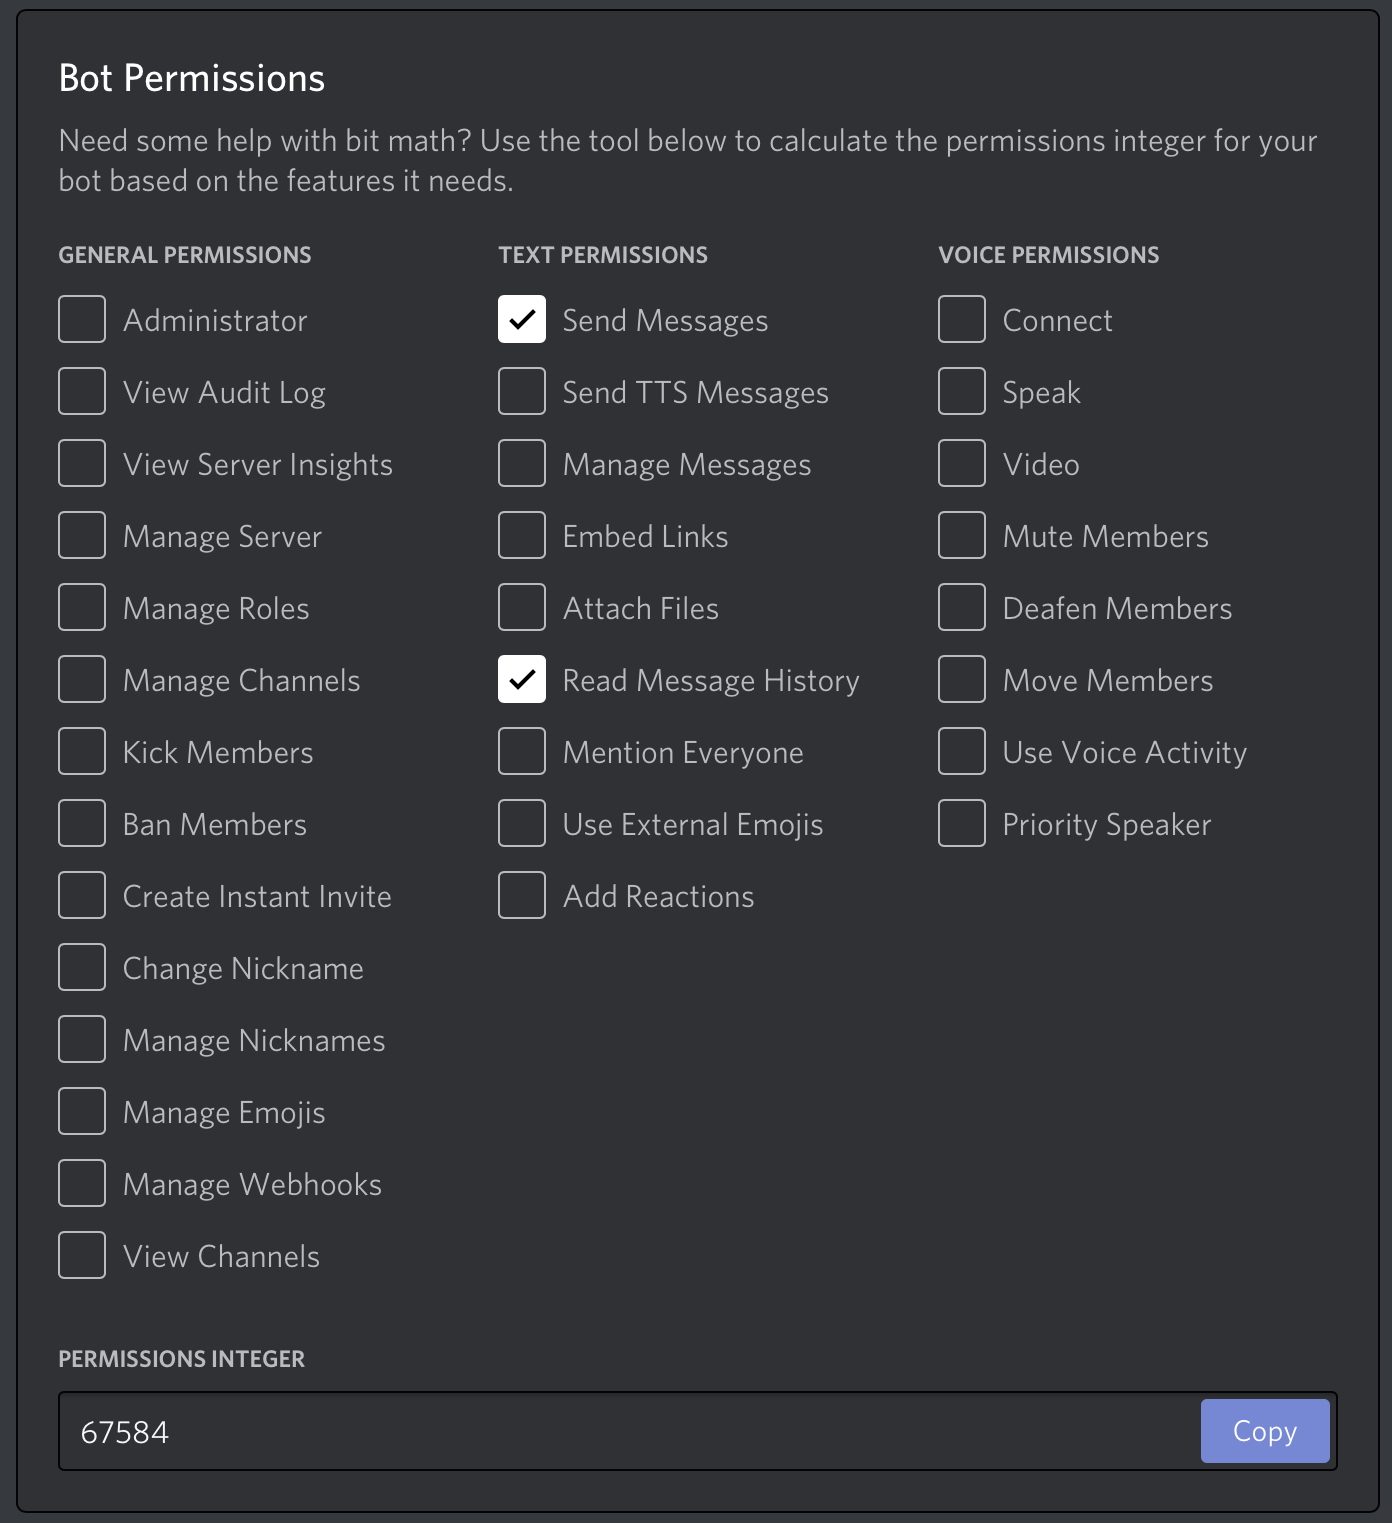 Bot Permissions
Need some help with bit math? Use the tool below to calculate the permissions integer for your
bot based on the features it needs.
GENERAL PERMISSIONS
Administrator
View Audit Log
View Server Insights
Manage Server
Manage Roles
Manage Channels
Kick Members
Ban Members
Create Instant Invite
Change Nickname
Manage Nicknames
Manage Emojis
Manage Webhooks
View Channels
TEXT PERMISSIONS
Send Messages
Send TTS Messages
Manage Messages
Embed Links
Attach Files
Read Message History
Mention Everyone
Use External Emojis
Add Reactions
VOICE PERMISSIONS
Connect
Speak
Video
Mute Members
Deafen Members
Move Members
Use Voice Activity
Priority Speaker
PERMISSIONS INTEGER
67584
Copy